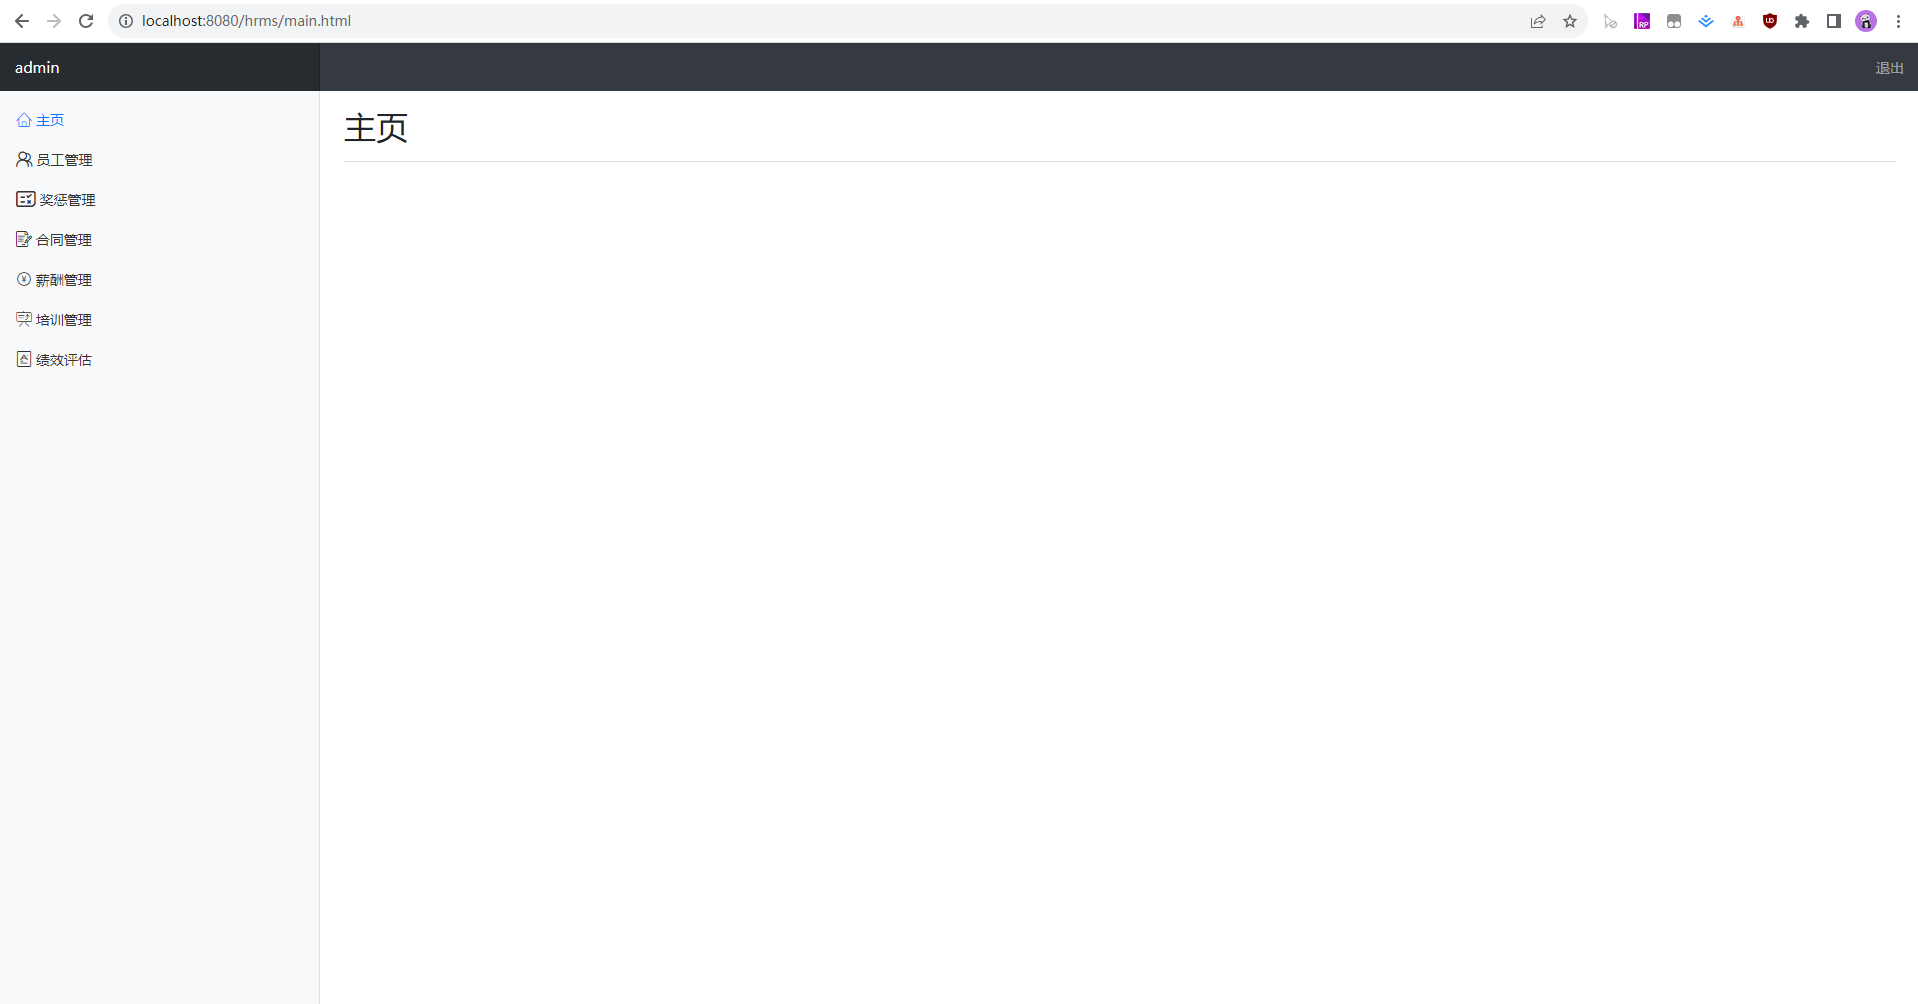 localhost:8080/hrms/main.html
admin
退出
主页
员工管理
奖惩管理
合同管理
薪酬管理
培训管理
绩效评估
主页